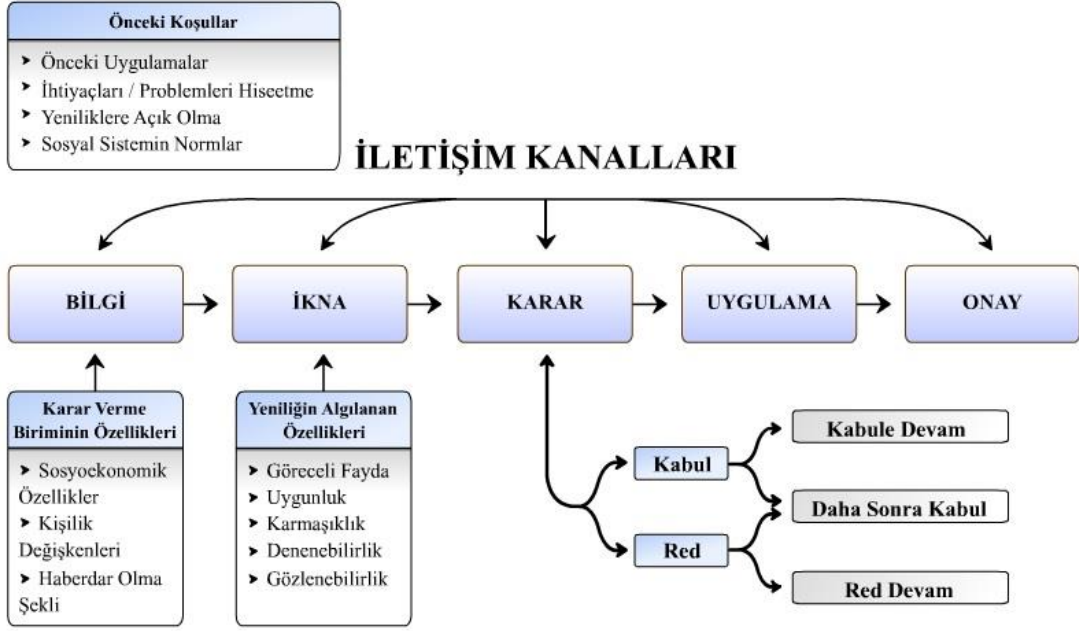 Önceki Koşullar
➤ Önceki Uygulamalar
➤ İhtiyaçları / Problemleri Hiseetme
➤ Yeniliklere Açık Olma
➤ Sosyal Sistemin Normlar
İLETİŞİM KANALLARI
BİLGİ
İKNA
KARAR
UYGULAMA
ONAY
Karar Verme
Biriminin Özellikleri
➤ Sosyoekonomik
Özellikler
➤ Kişilik
Değişkenleri
➤ Haberdar Olma
Şekli
Yeniliğin Algılanan
Özellikleri
➤ Göreceli Fayda
➤ Uygunluk
➤ Karmaşıklık
➤ Denenebilirlik
➤ Gözlenebilirlik
Kabul
Red
Kabule Devam
Daha Sonra Kabul
Red Devam